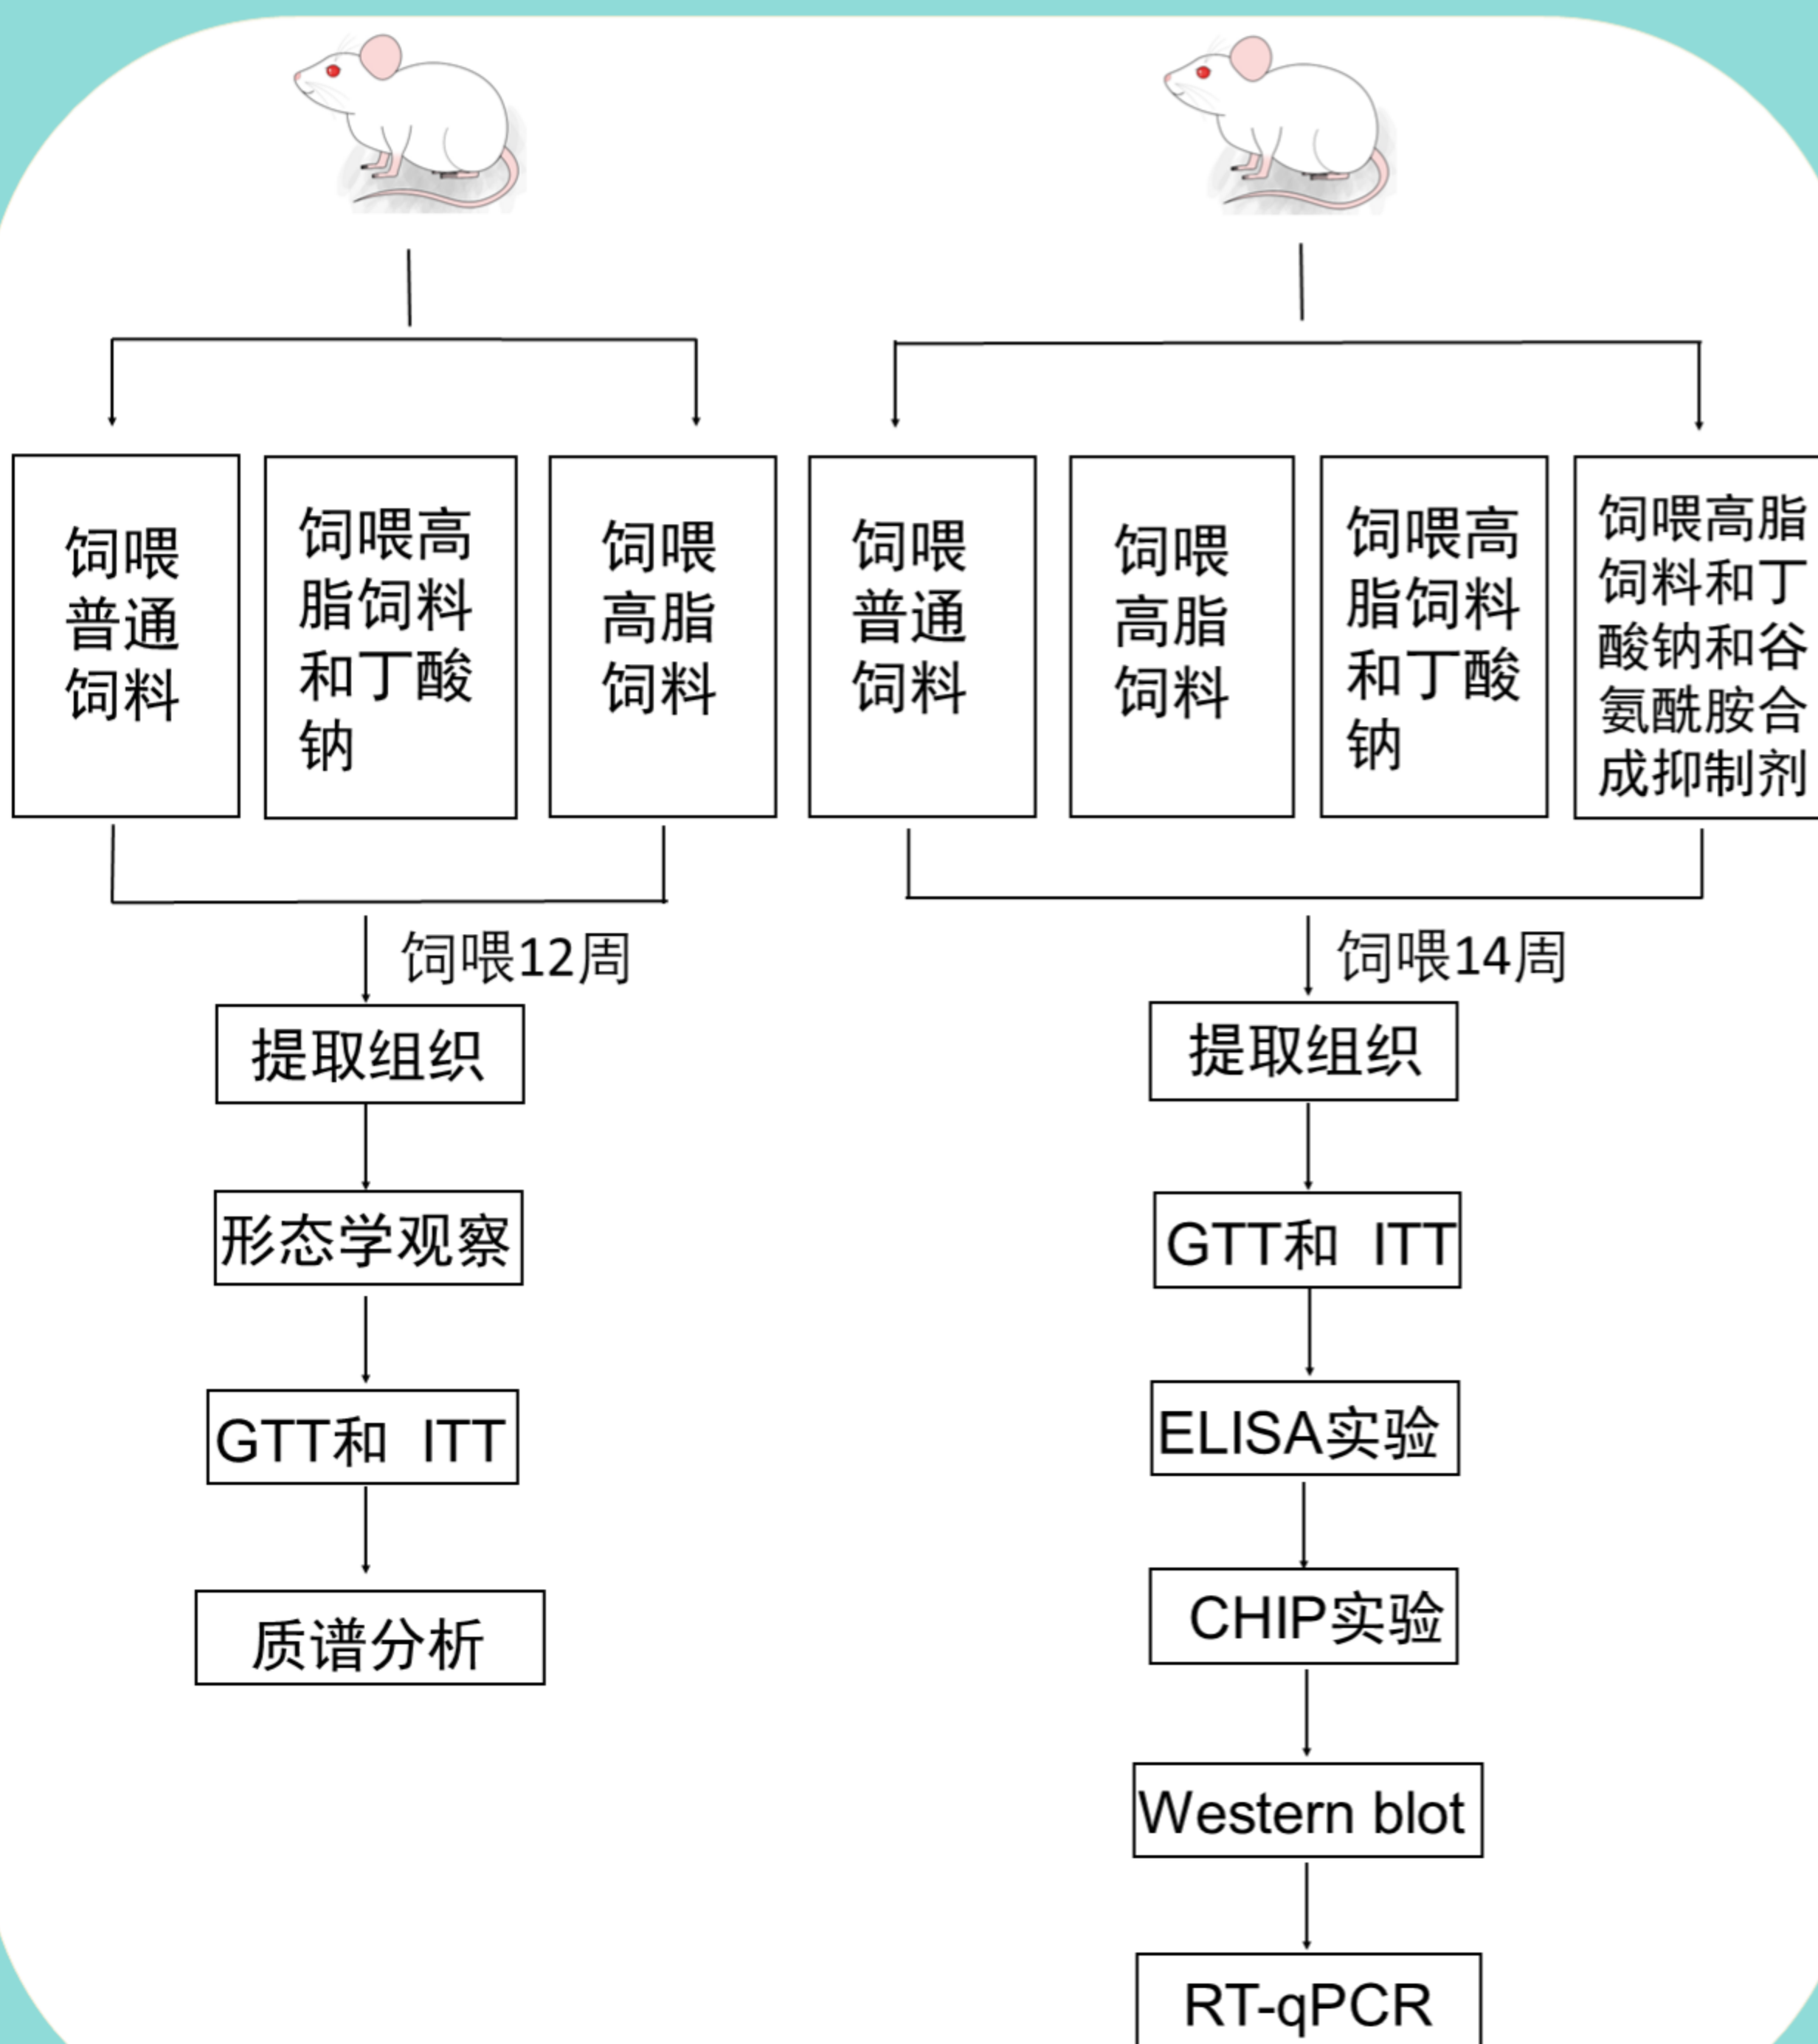 饲喂
普通
饲料
饲喂高
脂饲料
和丁酸
钠
饲喂
高脂
饲料
饲喂
普通
饲料
饲喂
高脂
饲料
饲喂高
脂饲料
和丁酸
钠
饲喂高脂
饲料和丁
酸钠和谷
氨酰胺合
成抑制剂
饲喂12周
提取组织
形态学观察
GTT和 ITT
质谱分析
饲喂14周
提取组织
GTT和 ITT
ELISA实验
CHIP实验
Western blot
RT-qPCR